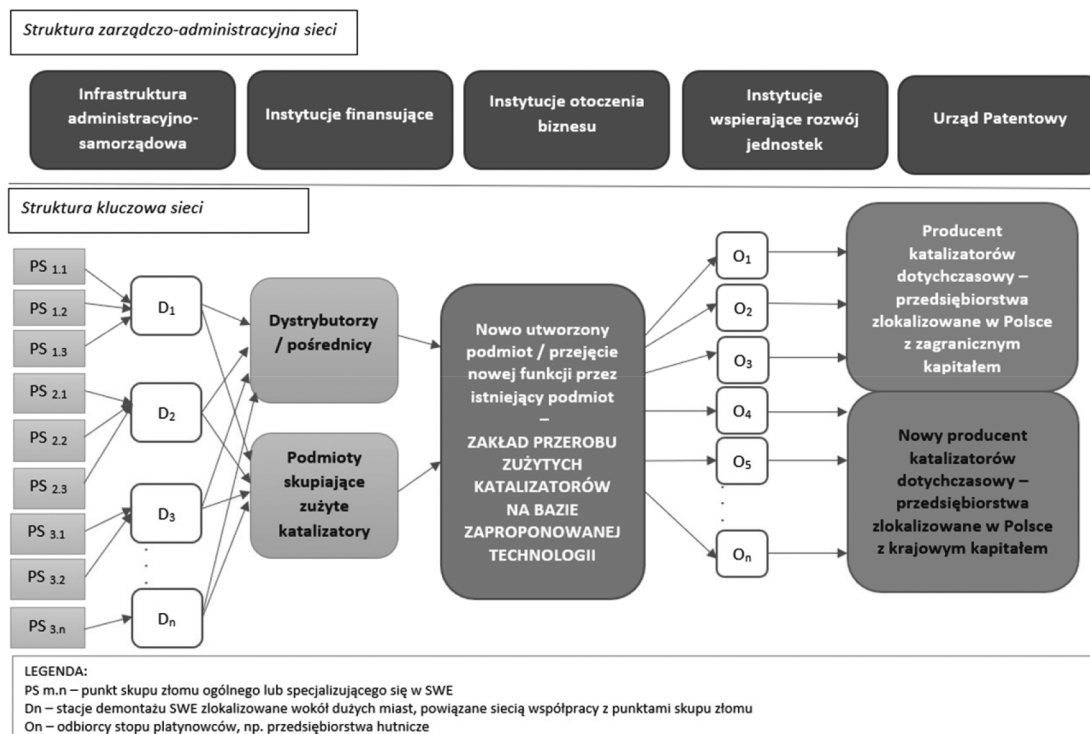 Struktura zarządczo-administracyjna sieci
Infrastruktura
administracyjno-
samorządowa
Instytucje finansujące
Instytucje otoczenia
biznesu
Instytucje
wspierające rozwój
jednostek
Urząd Patentowy
Struktura kluczowa sieci
PS 1.1
PS 1.2
PS 1.3
PS 2.1
PS 2.2
PS 2.3
PS 3.1
PS 3.2
PS 3.n
D1
D2
D3
Dn
Dystrybutorzy
/ pośrednicy
Podmioty
skupiające
zużyte
katalizatory
Nowo utworzony
podmiot / przejęcie
nowej funkcji przez
istniejący podmiot
–
ZAKŁAD PRZEROBU
ZUŻYTYCH
KATALIZATORÓW
NA BAZIE
ZAPROPONOWANEJ
TECHNOLOGII
O1
O2
O3
O4
O5
On
Producent
katalizatorów
dotychczasowy –
przedsiębiorstwa
zlokalizowane w Polsce
z zagranicznym
kapitałem
Nowy producent
katalizatorów
dotychczasowy –
przedsiębiorstwa
zlokalizowane w Polsce
z krajowym kapitałem
LEGENDA:
PS m.n – punkt skupu złomu ogólnego lub specjalizującego się w SWE
Dn – stacje demontażu SWE zlokalizowane wokół dużych miast, powiązane siecią współpracy z punktami skupu złomu
On – odbiorcy stopu platynowców, np. przedsiębiorstwa hutnicze